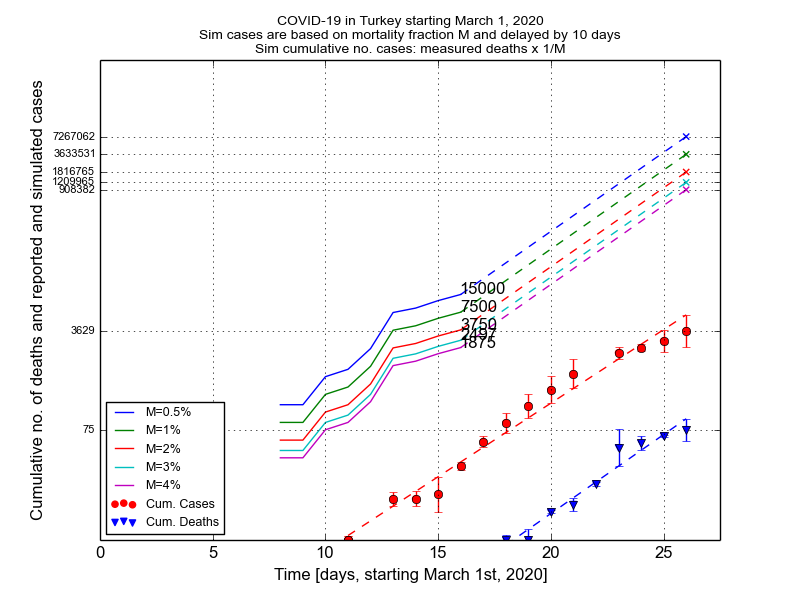 COVID-19 in Turkey starting March 1, 2020
Sim cases are based on mortality fraction M and delayed by 10 days
Sim cumulative no. cases: measured deaths x 1/M
Cumulative no. of deaths and reported and simulated cases
7267062
3633531
1816765
1209965
908382
3629
75
15000
7500
3750
2497
1875
M=0.5%
M=1%
M=2%
M=3%
M=4%
Cum. Cases
Cum. Deaths
0
5
10
15
20
25
Time [days, starting March 1st, 2020]